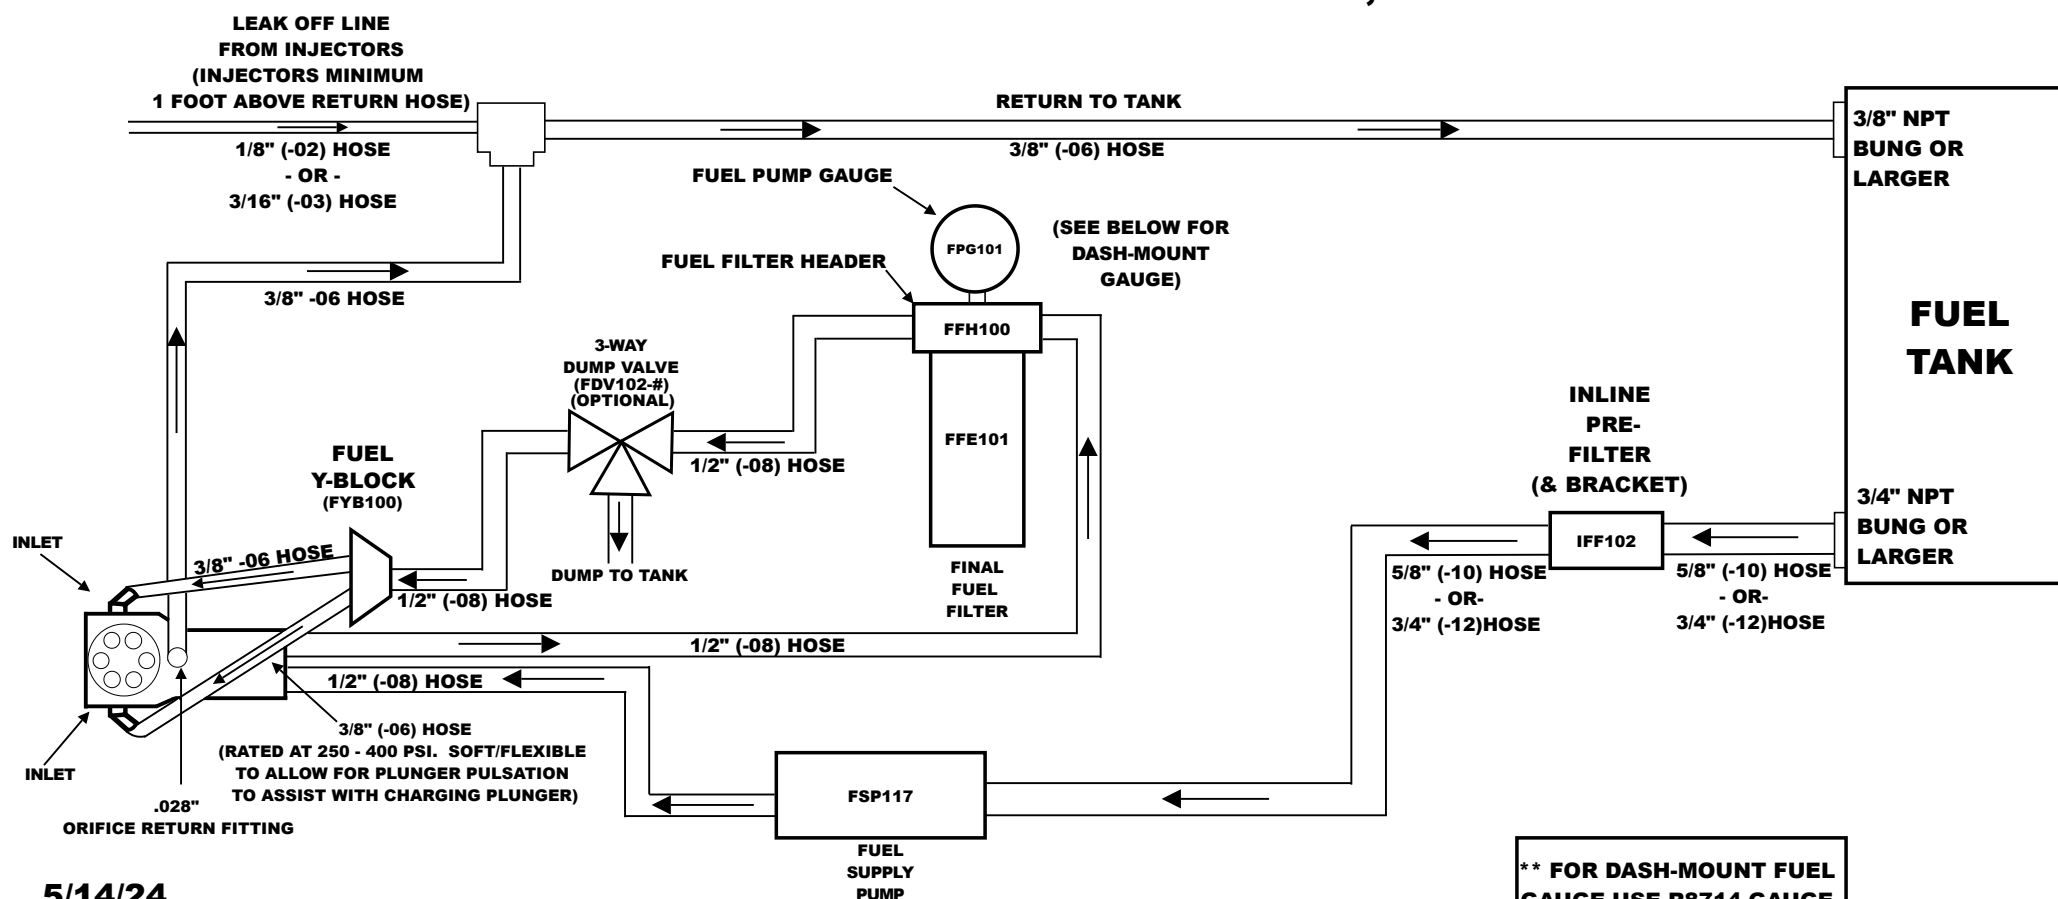 LEAK OFF LINE
FROM INJECTORS
(INJECTORS MINIMUM
1 FOOT ABOVE RETURN HOSE)
1/8" (-02) HOSE
- OR -
3/16" (-03) HOSE
RETURN TO TANK
3/8" (-06) HOSE
3/8" NPT
BUNG OR
LARGER
FUEL PUMP GAUGE
FPG101
(SEE BELOW FOR
DASH-MOUNT
GAUGE)
FUEL FILTER HEADER
FFH100
3/8" -06 HOSE
FUEL
TANK
3-WAY
DUMP VALVE
(FDV102-#)
(OPTIONAL)
1/2" (-08) HOSE
FFE101
FINAL
FUEL
FILTER
DUMP TO TANK
INLINE
PRE-
FILTER
(& BRACKET)
IFF102
3/4" NPT
BUNG OR
LARGER
5/8" (-10) HOSE
- OR-
3/4" (-12)HOSE
5/8" (-10) HOSE
- OR-
3/4" (-12)HOSE
FUEL
Y-BLOCK
(FYB100)
INLET
3/8" -06 HOSE
1/2" (-08) HOSE
1/2" (-08) HOSE
1/2" (-08) HOSE
3/8" (-06) HOSE
(RATED AT 250 - 400 PSI. SOFT/FLEXIBLE
TO ALLOW FOR PLUNGER PULSATION
TO ASSIST WITH CHARGING PLUNGER)
INLET
.028"
ORIFICE RETURN FITTING
FSP117
FUEL
SUPPLY
PUMP
5/14/24
** FOR DASH-MOUNT FUEL
GAUGE USE P8714 GAUGE